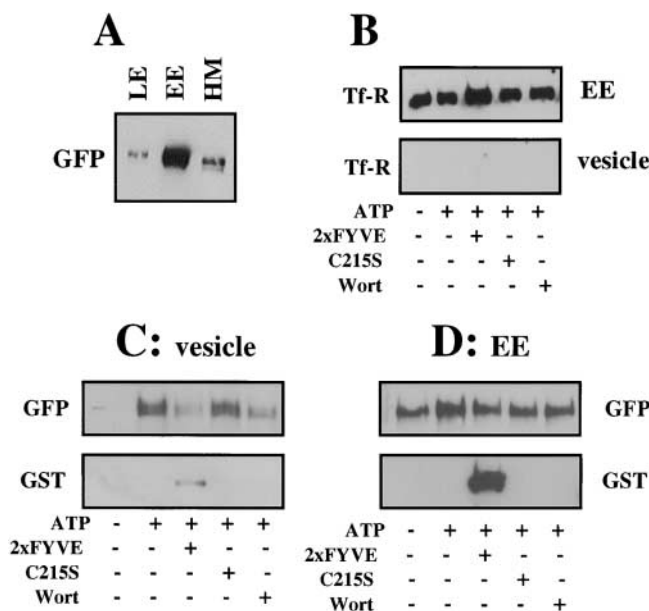 A
LE EE HM
GFP
B
Tf-R EE
Tf-R vesicle
ATP - + + + +
2xFYVE - - + - -
C215S - - - + -
Wort - - - - +
C: vesicle
GFP
GST
ATP - + + + +
2xFYVE - - + - -
C215S - - - + -
Wort - - - - +
D: EE
GFP
GST
ATP - + + + +
2xFYVE - - + - -
C215S - - - + -
Wort - - - - +